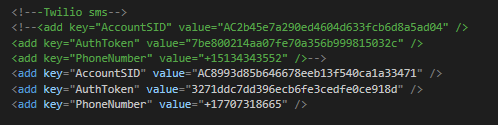 <!---Twilio sms-->
<!--<add key="AccountSID" value="AC2b45e7a290ed4604d633fcb6d8a5ad04" />
<add key="AuthToken" value="7be800214aa07fe70a356b999815032c" />
<add key="PhoneNumber" value="+15134343552" />-->
<add key="AccountSID" value="AC8993d85b646678eeb13f540ca1a33471" />
<add key="AuthToken" value="3271ddc7dd396ecb6fe3cedfe0ce918d" />
<add key="PhoneNumber" value="+17707318665" />